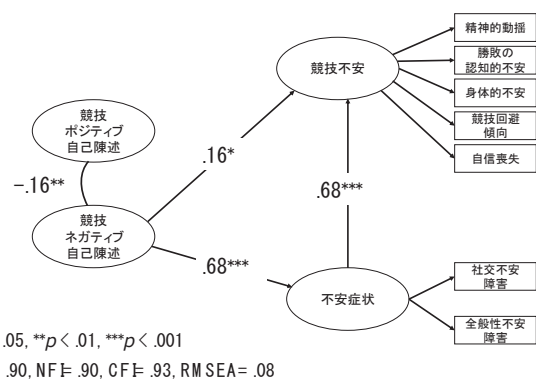 精神的動揺
勝敗の
認知的不安
身体的不安
競技回避
傾向
自信喪失
競技不安
競技
ポジティブ
自己陳述
-.16**
.16*
.68***
競技
ネガティブ
自己陳述
.68***
不安症状
社交不安
障害
全般性不安
障害
.05, **p < .01, ***p < .001
.90, NFI= .90, CFI= .93, RMSEA= .08